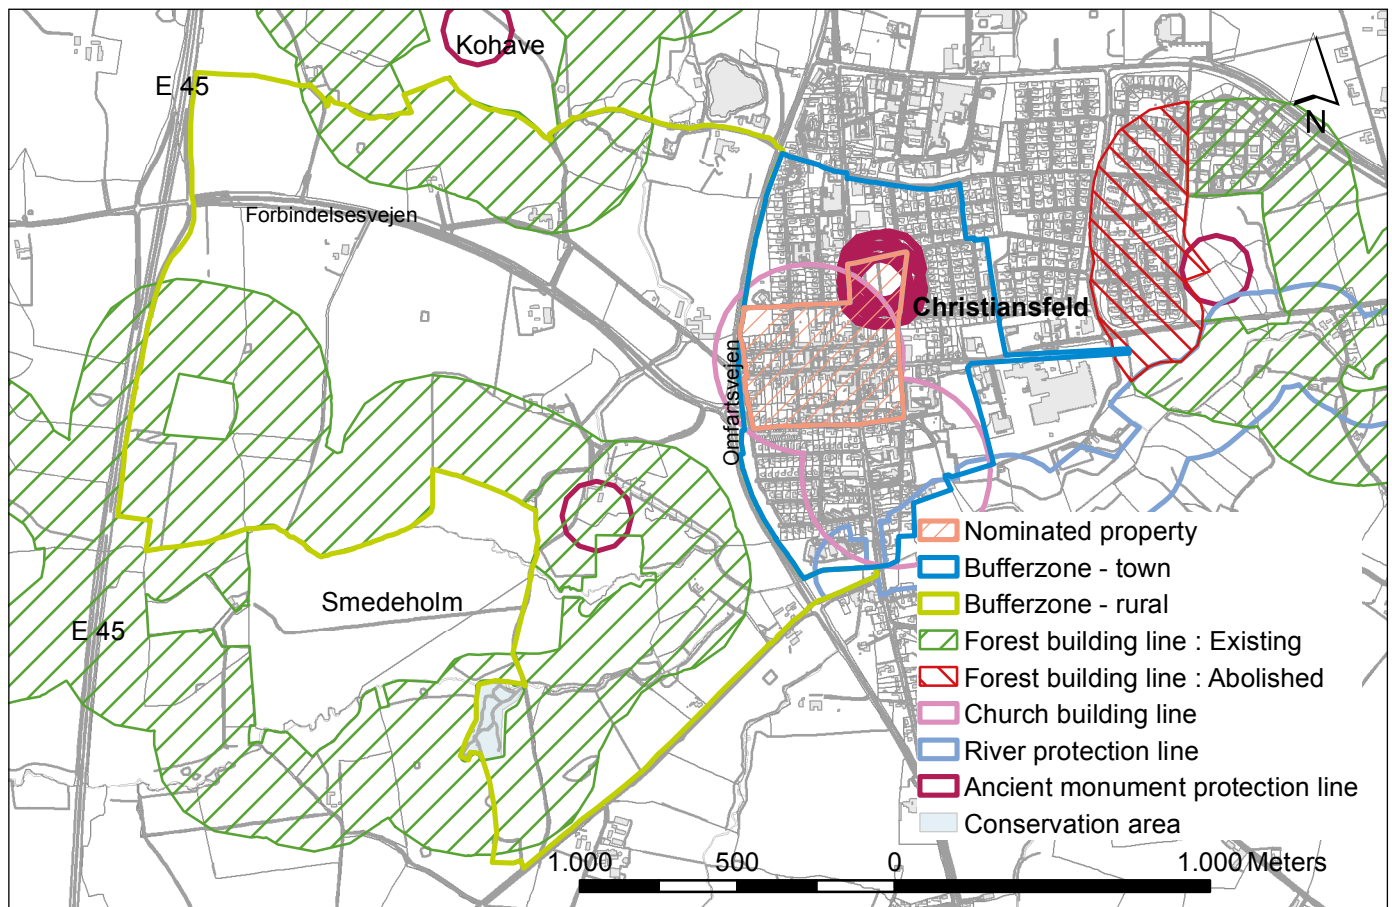 Kohave
E 45
N
Forbindelsesvejen
Christiansfeld
Omfartsvejen
Smedeholm
E 45
Nominated property
Bufferzone - town
Bufferzone - rural
Forest building line : Existing
Forest building line : Abolished
Church building line
River protection line
Ancient monument protection line
Conservation area
1.000 500 0 1.000 Meters